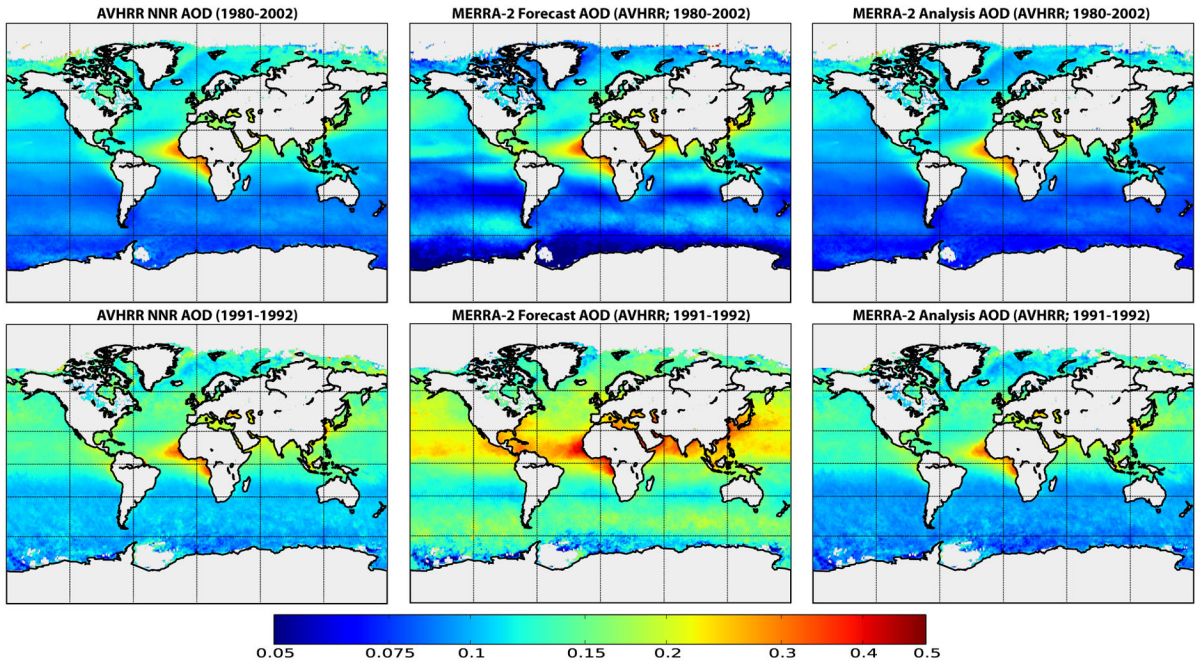 AVHRR NNR AOD (1980-2002)
MERRA-2 Forecast AOD (AVHRR; 1980-2002)
MERRA-2 Analysis AOD (AVHRR; 1980-2002)
AVHRR NNR AOD (1991-1992)
MERRA-2 Forecast AOD (AVHRR; 1991-1992)
MERRA-2 Analysis AOD (AVHRR; 1991-1992)
0.05 0.075 0.1 0.15 0.2 0.3 0.4 0.5